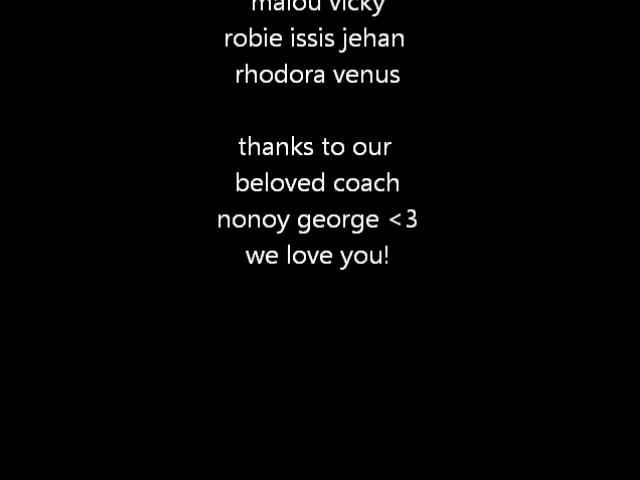 malou vicky
robie issis jehan
rhodora venus
thanks to our
beloved coach
nonoy george <3
we love you!